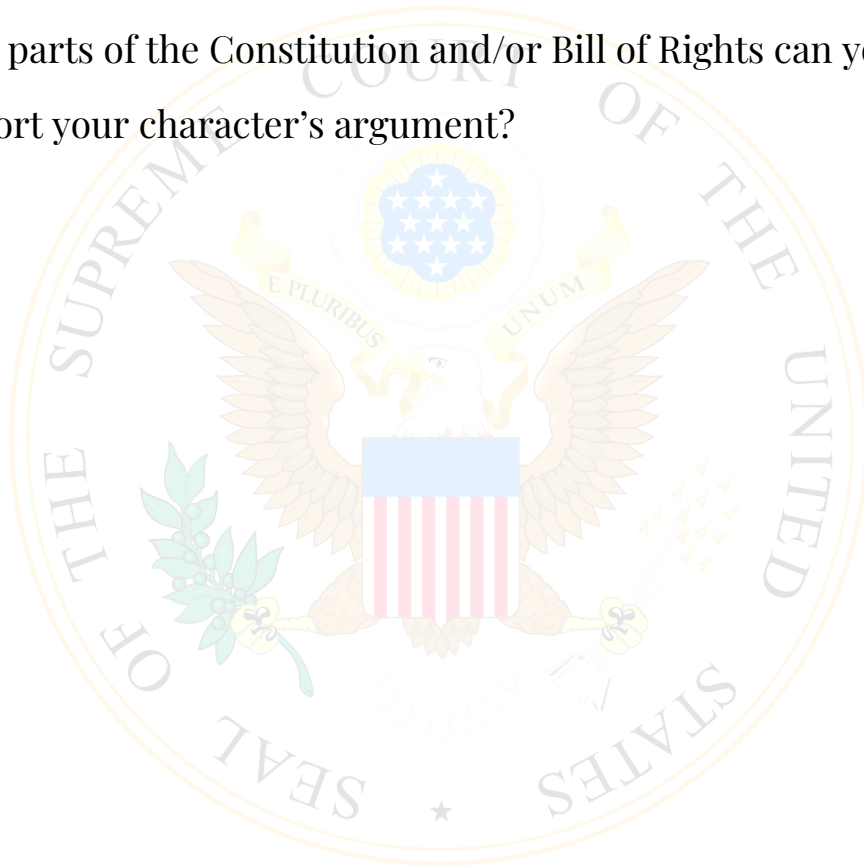 parts of the Constitution and/or Bill of Rights can yo
ort your character’s argument?
SEAL OF THE SUPREME COURT OF THE UNITED STATES
E PLURIBUS UNUM